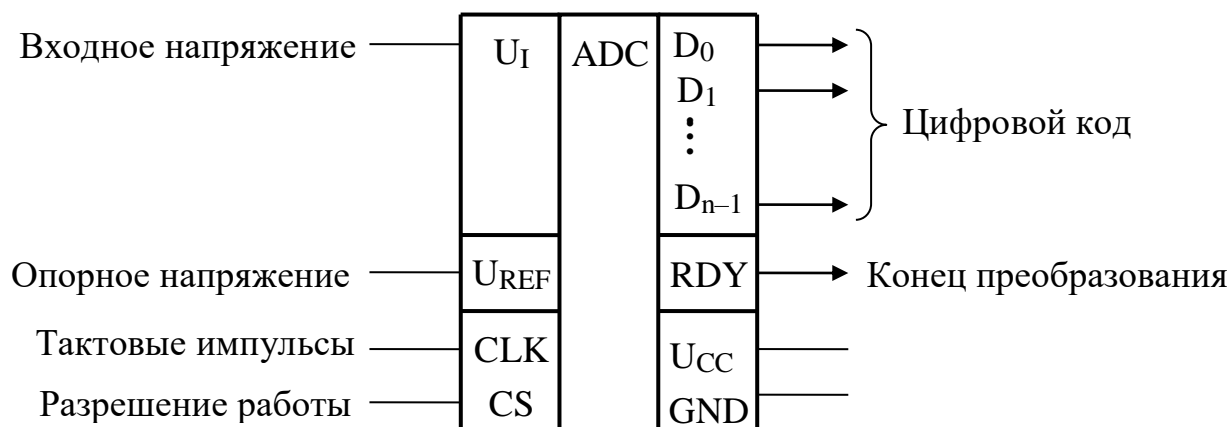 Входное напряжение U_I ADC D_0
D_1
⋮
D_{n–1}
Цифровой код
Опорное напряжение U_REF RDY Конец преобразования
Тактовые импульсы CLK U_CC
Разрешение работы CS GND